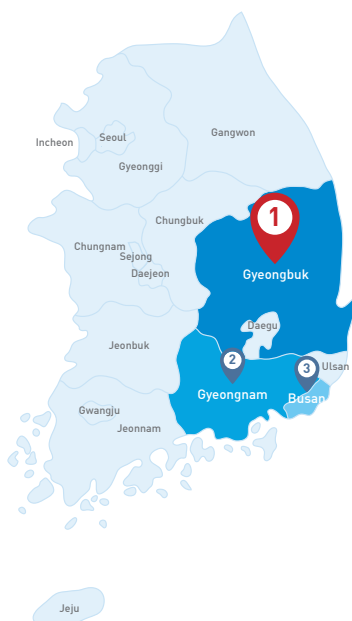 Gangwon
Seoul
Incheon
Gyeonggi
1
Chungbuk
Chungnam
Sejong
Daejeon
Gyeongbuk
Daegu
Jeonbuk
2
3
Ulsan
Gyeongnam
Busan
Gwangju
Jeonnam
Jeju